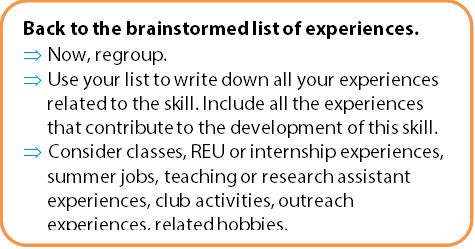 Back to the brainstormed list of experiences.
⇒ Now, regroup.
⇒ Use your list to write down all your experiences
related to the skill. Include all the experiences
that contribute to the development of this skill.
⇒ Consider classes, REU or internship experiences,
summer jobs, teaching or research assistant
experiences, club activities, outreach
experiences, related hobbies.